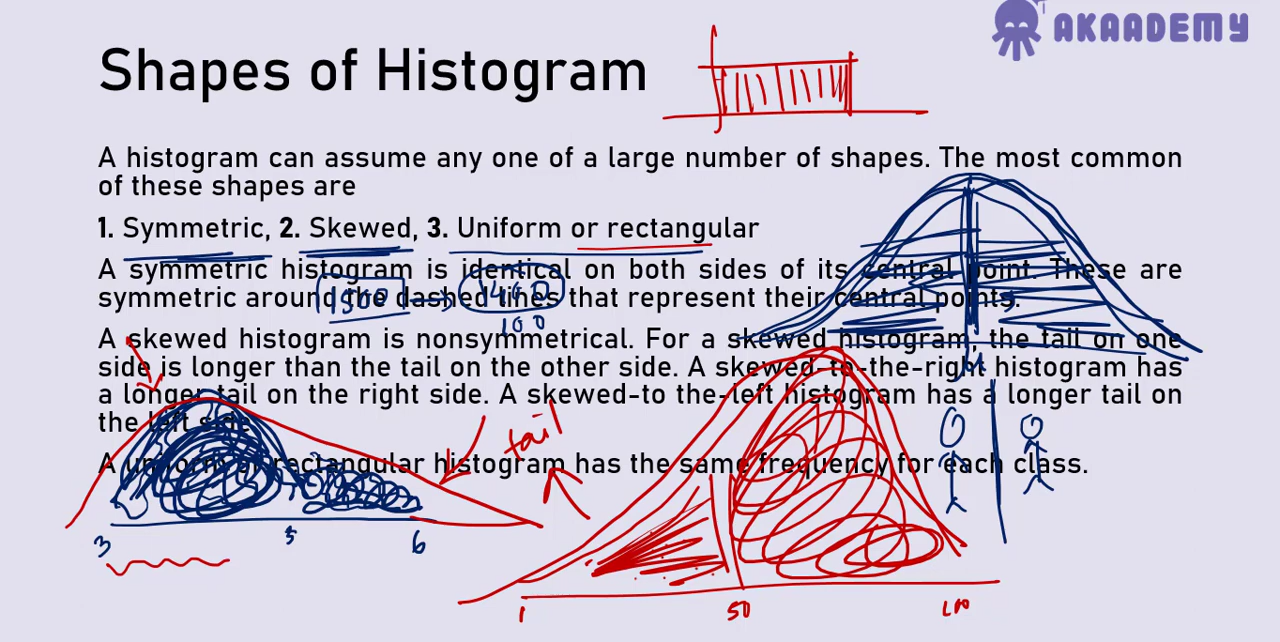 AKAADEMY
Shapes of Histogram
A histogram can assume any one of a large number of shapes. The most common
of these shapes are
1. Symmetric, 2. Skewed, 3. Uniform or rectangular
A symmetric histogram is identical on both sides of its central point. These are
symmetric around the dashed lines that represent their central points.
1500 1400
100
A skewed histogram is nonsymmetrical. For a skewed histogram, the tail on one
side is longer than the tail on the other side. A skewed-to-the-right histogram has
a longer tail on the right side. A skewed-to the-left histogram has a longer tail on
the left side.
tail
A uniform or rectangular histogram has the same frequency for each class.
3 5 6
1 50 100